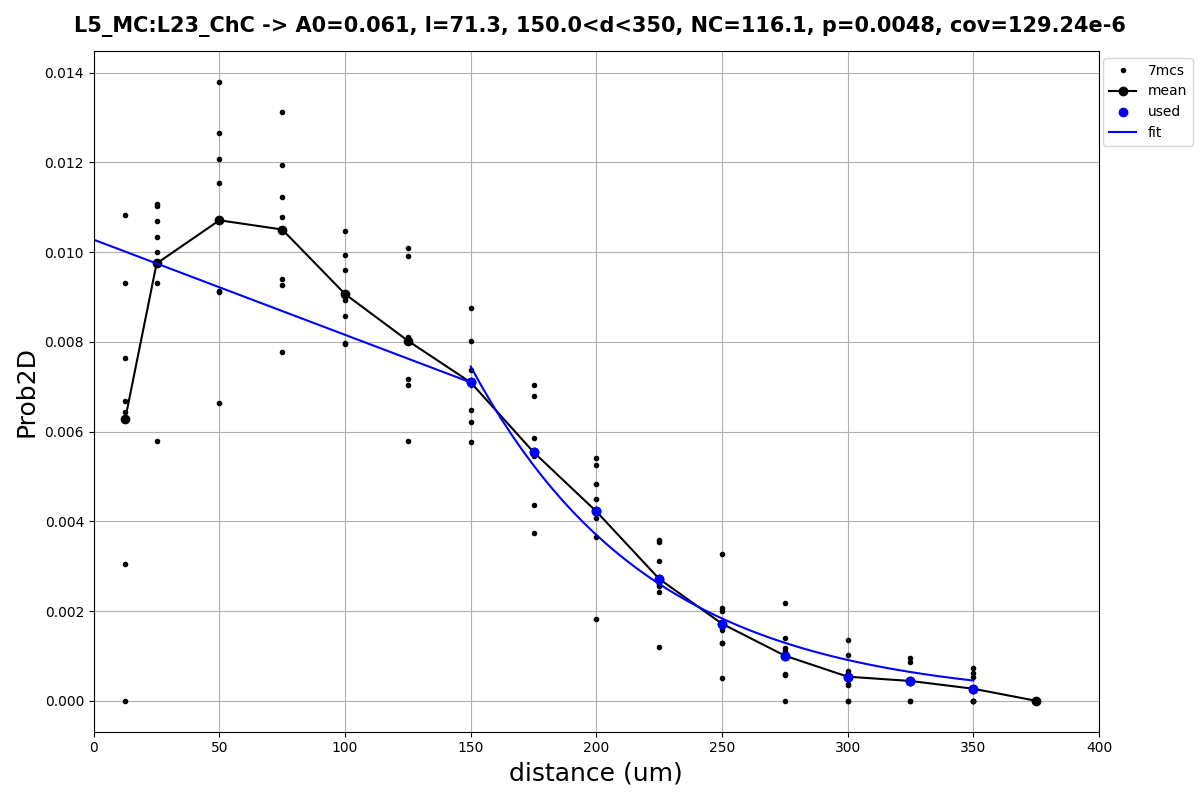 L5_MC:L23_ChC -> A0=0.061, l=71.3, 150.0<d<350, NC=116.1, p=0.0048, cov=129.24e-6
7mcs
mean
used
fit
Prob2D
0.014
0.012
0.010
0.008
0.006
0.004
0.002
0.000
0 50 100 150 200 250 300 350 400
distance (um)